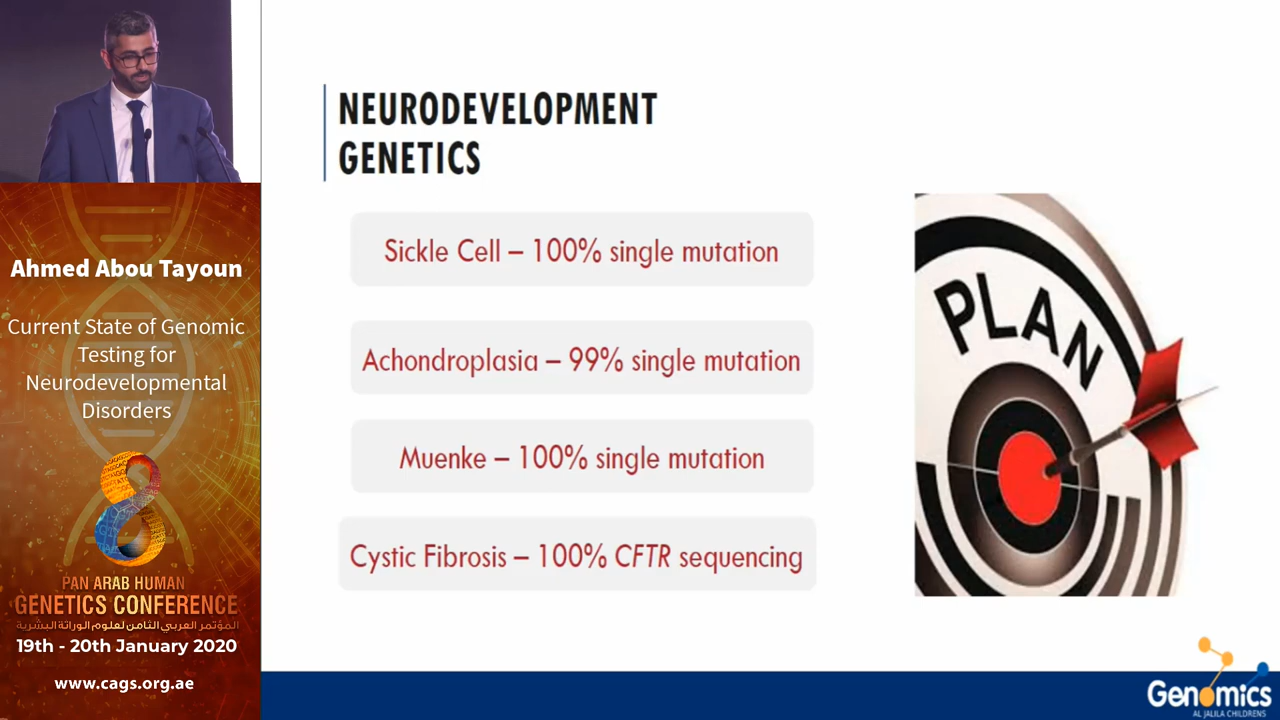 Ahmed Abou Tayoun
Current State of Genomic
Testing for
Neurodevelopmental
Disorders
PAN ARAB HUMAN
GENETICS CONFERENCE
المؤتمر العربي الثامن لعلوم الوراثة البشرية
19th - 20th January 2020
www.cags.org.ae
NEURODEVELOPMENT
GENETICS
Sickle Cell – 100% single mutation
Achondroplasia – 99% single mutation
Muenke – 100% single mutation
Cystic Fibrosis – 100% CFTR sequencing
PLAN
Genomics
AL JALILA CHILDRENS